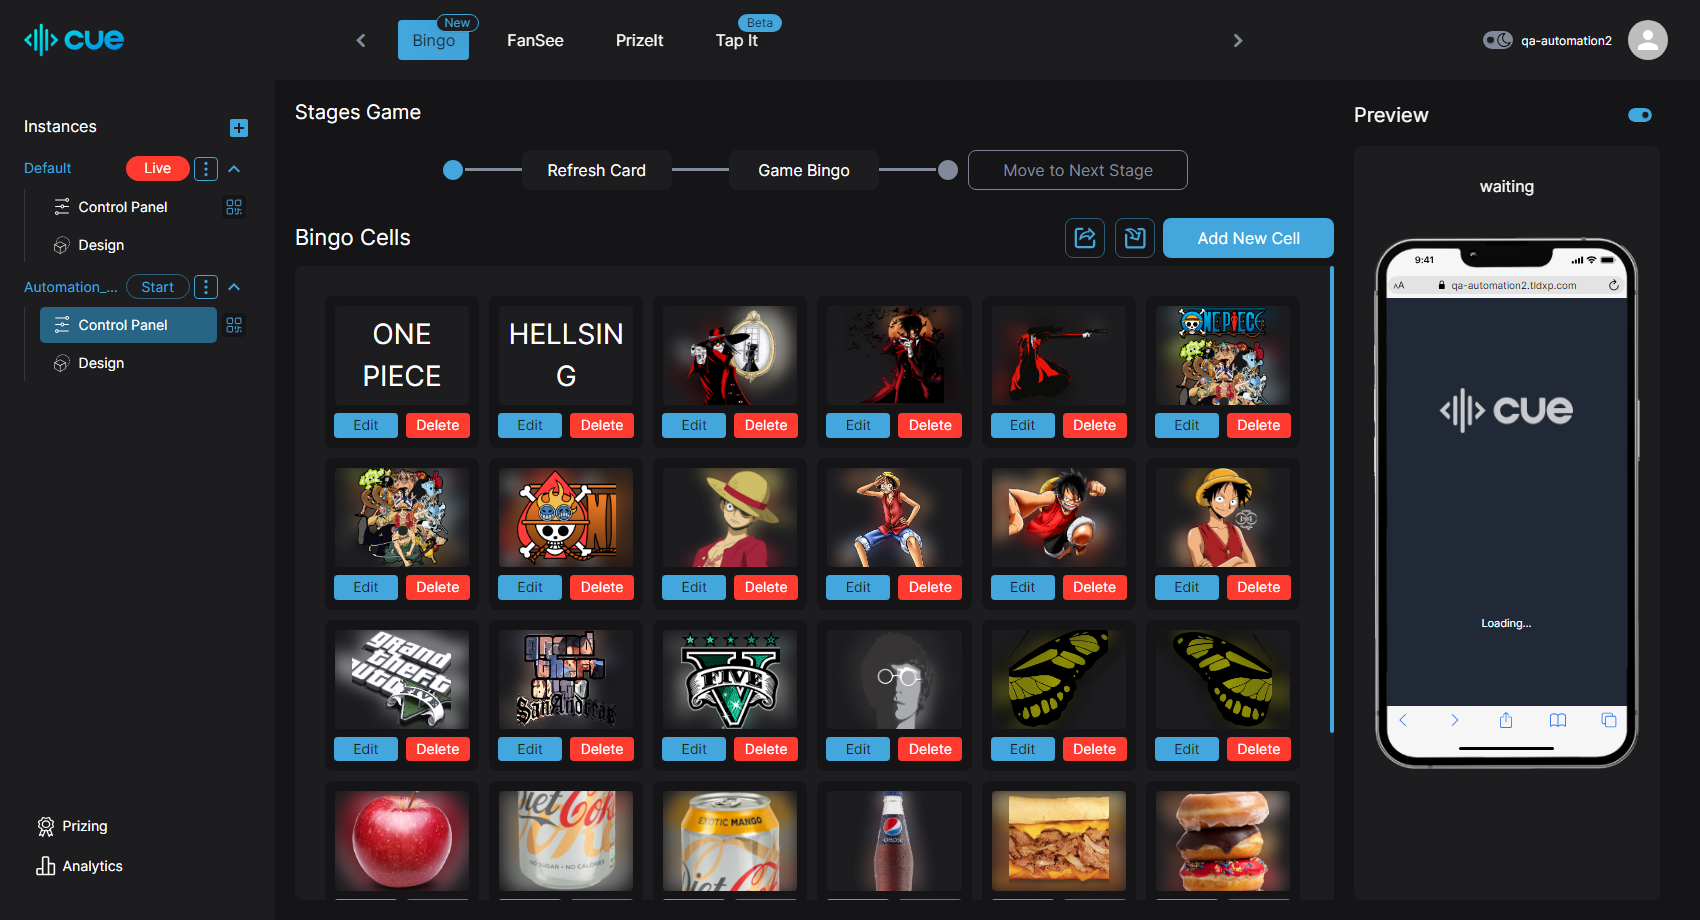 cue
Bingo
New
FanSee
PrizeIt
Tap It
Beta
qa-automation2
Instances
Default
Live
Control Panel
Design
Automation_...
Start
Control Panel
Design
Prizing
Analytics
Stages Game
Refresh Card
Game Bingo
Move to Next Stage
Bingo Cells
Add New Cell
ONE
PIECE
HELLSIN
G
ONE PIECE
Edit
Delete
Edit
Delete
Edit
Delete
Edit
Delete
Edit
Delete
Edit
Delete
Edit
Delete
Edit
Delete
Edit
Delete
Edit
Delete
Edit
Delete
Edit
Delete
grand
theft
auto
FIVE
grand
theft
auto
San Andreas
V
FIVE
Edit
Delete
Edit
Delete
Edit
Delete
Edit
Delete
Edit
Delete
Edit
Delete
Diet Coke
NO SUGAR • NO CALORIES
EXOTIC MANGO
Diet Coke
pepsi
Preview
waiting
9:41
AA
qa-automation2.tldxp.com
cue
Loading...